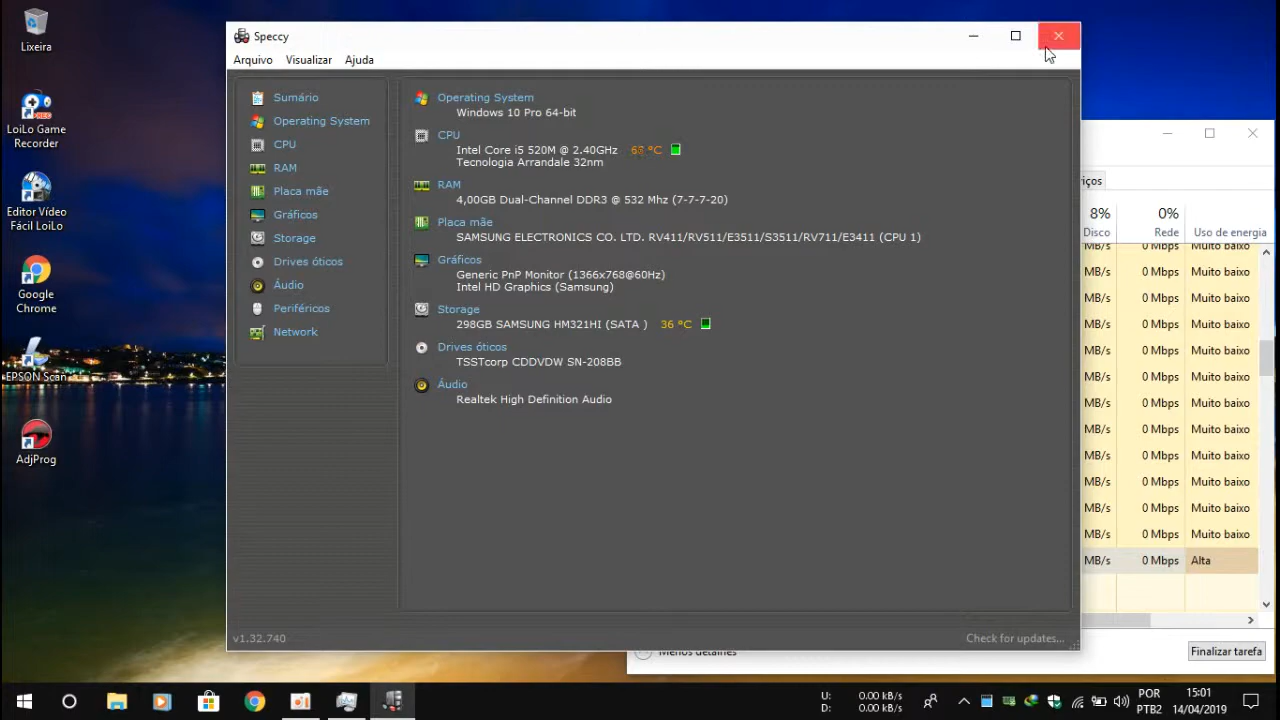 Lixeira
LoiLo Game
Recorder
Editor Vídeo
Fácil LoiLo
Google
Chrome
EPSON Scan
AdjProg
Speccy
Arquivo Visualizar Ajuda
Sumário
Operating System
CPU
RAM
Placa mãe
Gráficos
Storage
Drives óticos
Áudio
Periféricos
Network
Operating System
Windows 10 Pro 64-bit
CPU
Intel Core i5 520M @ 2.40GHz °C
Tecnologia Arrandale 32nm
RAM
4,00GB Dual-Channel DDR3 @ 532 Mhz (7-7-7-20)
Placa mãe
SAMSUNG ELECTRONICS CO. LTD. RV411/RV511/E3511/S3511/RV711/E3411 (CPU 1)
Gráficos
Generic PnP Monitor (1366x768@60Hz)
Intel HD Graphics (Samsung)
Storage
298GB SAMSUNG HM321HI (SATA ) 36 °C
Drives óticos
TSSTcorp CDDVDW SN-208BB
Áudio
Realtek High Definition Audio
v1.32.740
Check for updates...
iços
8% 0%
Disco Rede Uso de energia
Muito baixo
MB/s 0 Mbps Muito baixo
MB/s 0 Mbps Muito baixo
MB/s 0 Mbps Muito baixo
MB/s 0 Mbps Muito baixo
MB/s 0 Mbps Muito baixo
MB/s 0 Mbps Muito baixo
MB/s 0 Mbps Muito baixo
MB/s 0 Mbps Muito baixo
MB/s 0 Mbps Muito baixo
MB/s 0 Mbps Muito baixo
MB/s 0 Mbps Muito baixo
MB/s 0 Mbps Alta
Menos detalhes
Finalizar tarefa
U: 0.00 kB/s
D: 0.00 kB/s
POR
PTB2
15:01
14/04/2019